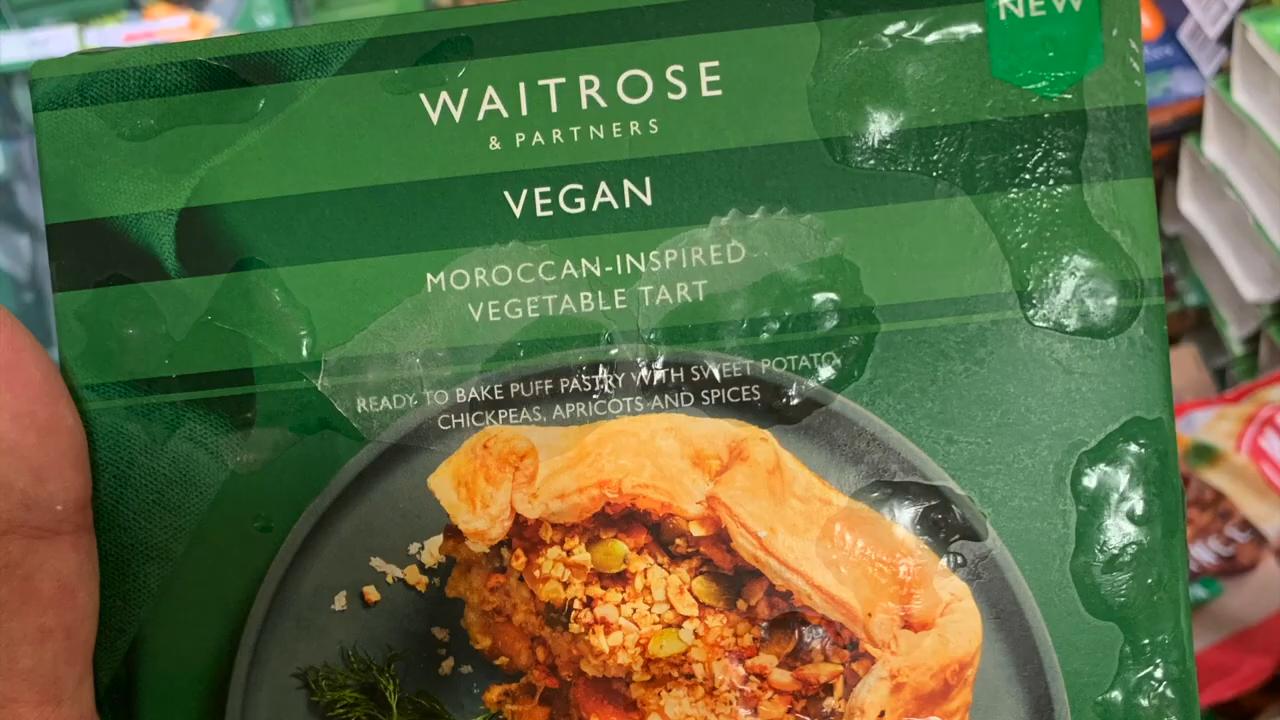 NEW
WAITROSE
& PARTNERS
VEGAN
MOROCCAN-INSPIRED
VEGETABLE TART
READY TO BAKE PUFF PASTRY WITH SWEET POTATO,
CHICKPEAS, APRICOTS AND SPICES